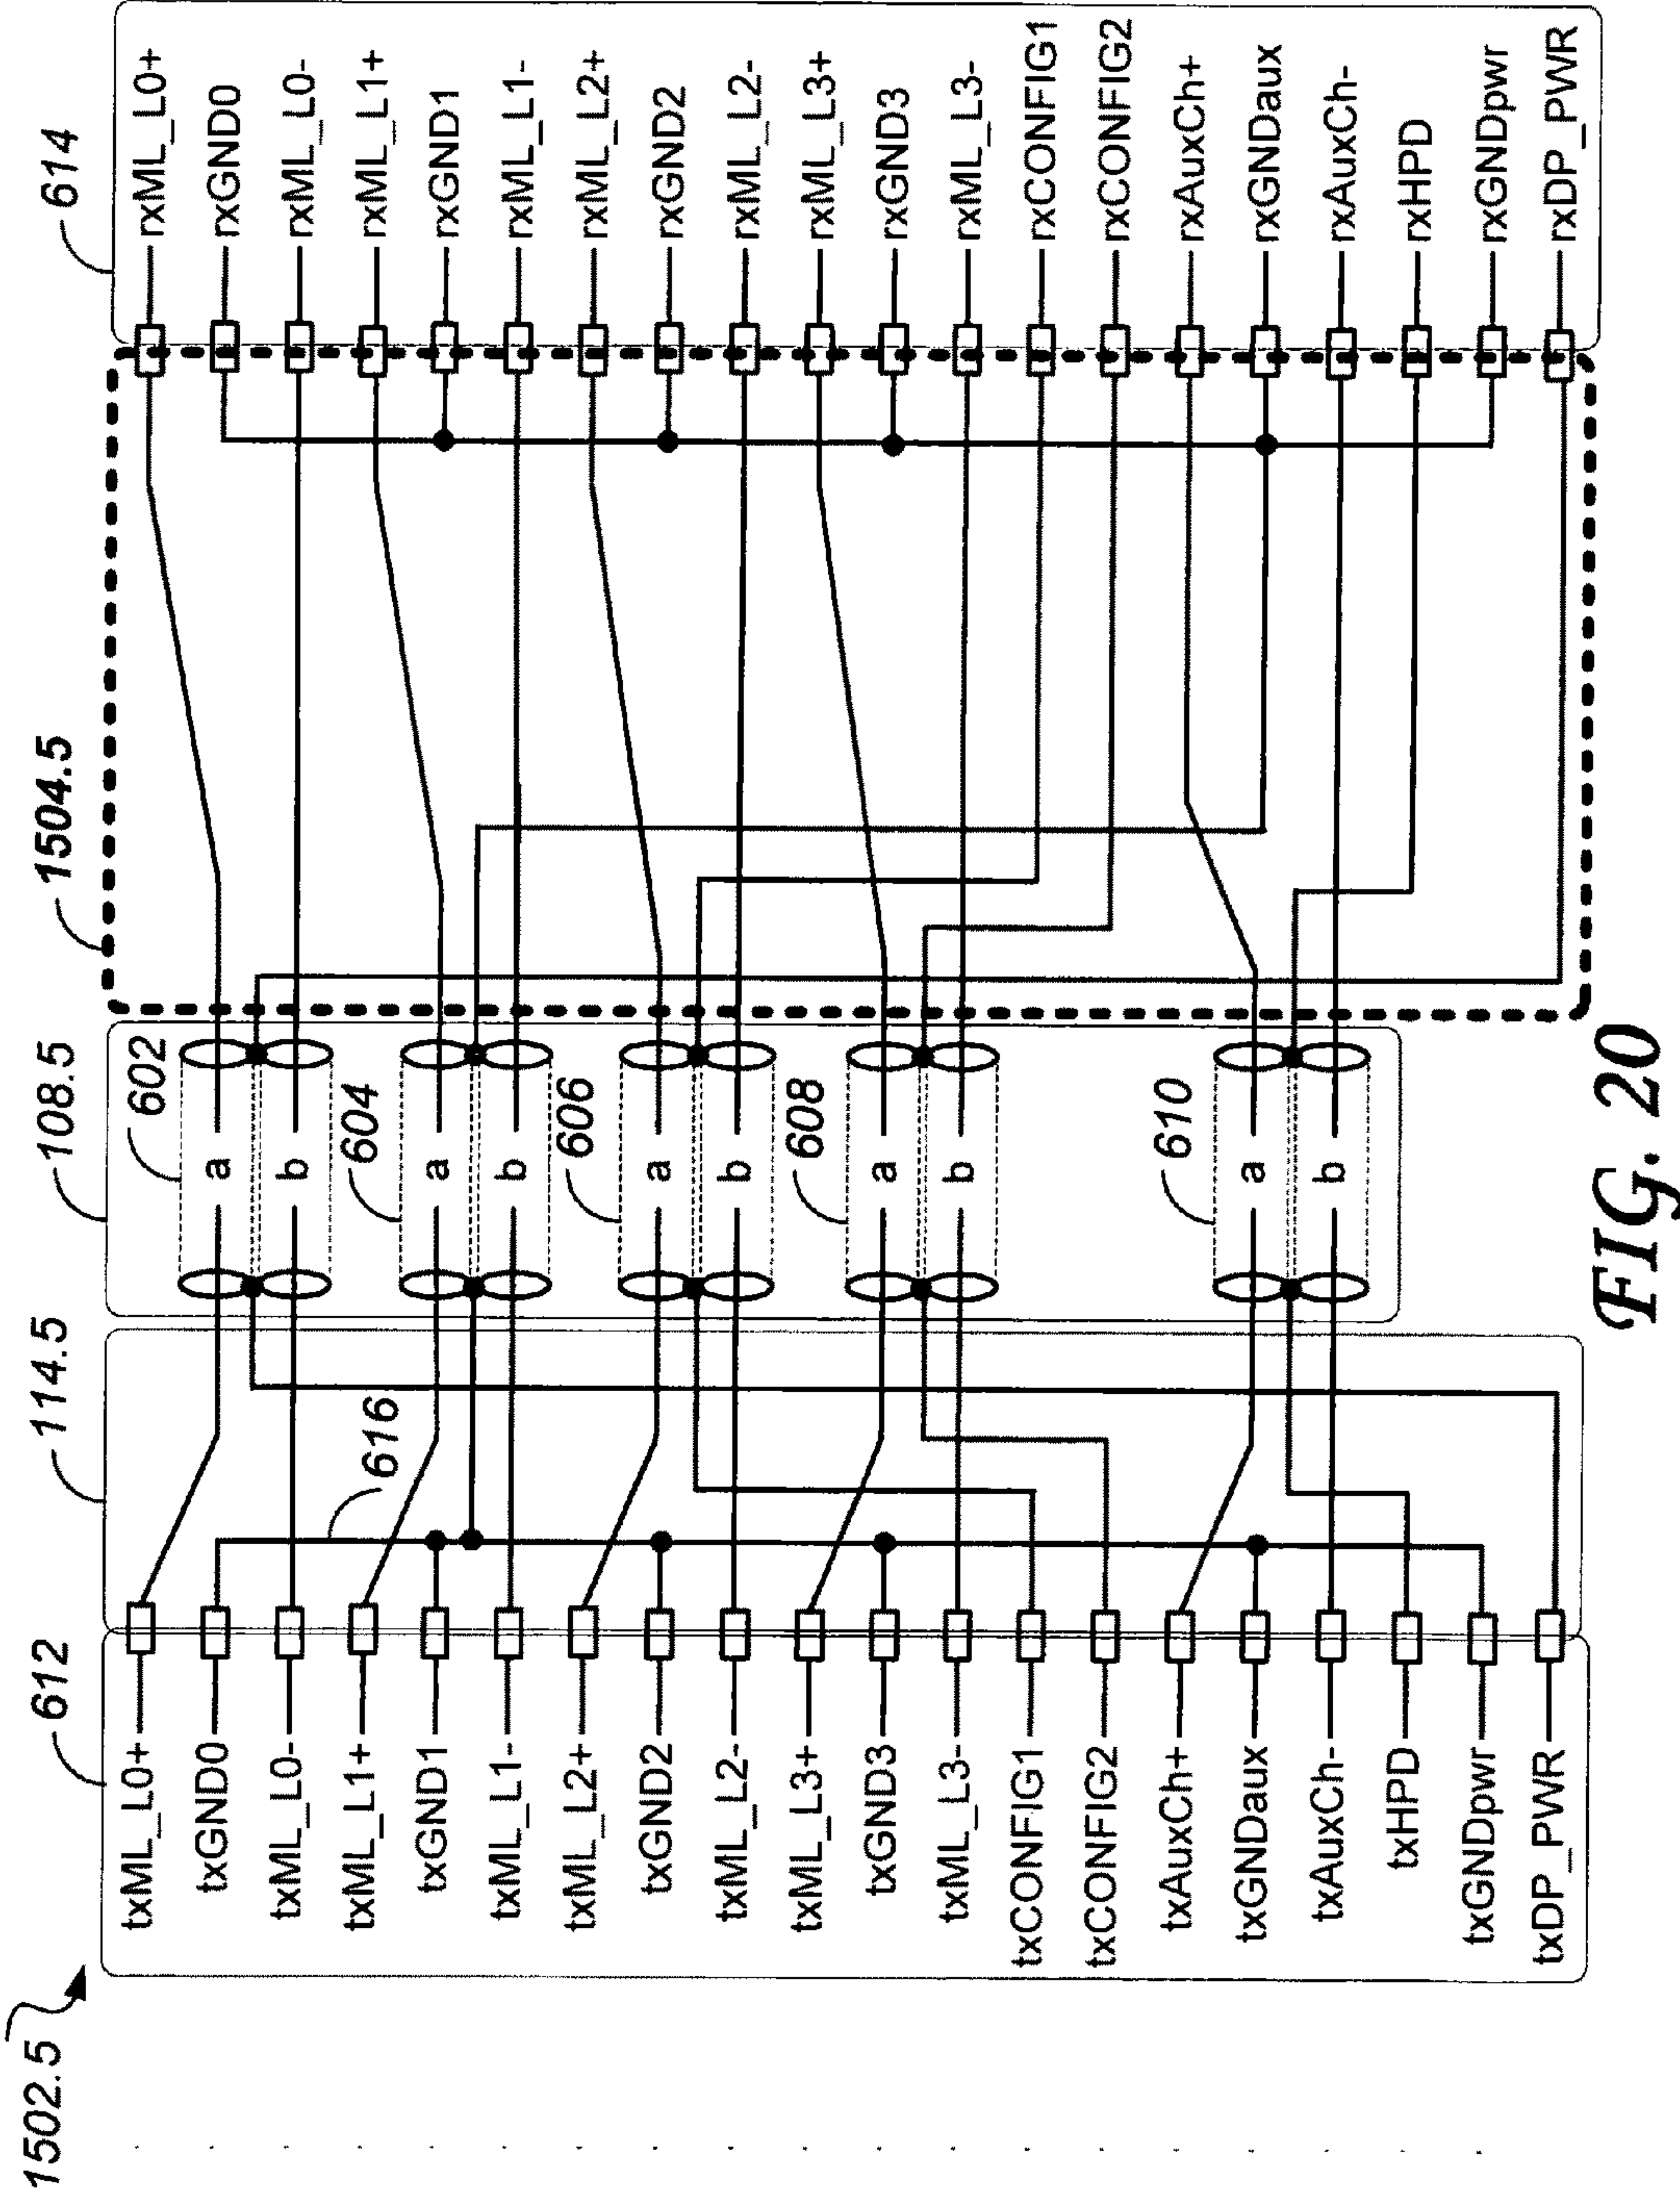 1502.5
612
114.5
108.5
1504.5
614
txML_L0+
txGND0
txML_L0-
txML_L1+
txGND1
txML_L1-
txML_L2+
txGND2
txML_L2-
txML_L3+
txGND3
txML_L3-
txCONFIG1
txCONFIG2
txAuxCh+
txGNDaux
txAuxCh-
txHPD
txGNDpwr
txDP_PWR
616
602
a
b
604
a
b
606
a
b
608
a
b
610
a
b
rxML_L0+
rxGND0
rxML_L0-
rxML_L1+
rxGND1
rxML_L1-
rxML_L2+
rxGND2
rxML_L2-
rxML_L3+
rxGND3
rxML_L3-
rxCONFIG1
rxCONFIG2
rxAuxCh+
rxGNDaux
rxAuxCh-
rxHPD
rxGNDpwr
rxDP_PWR
FIG. 20